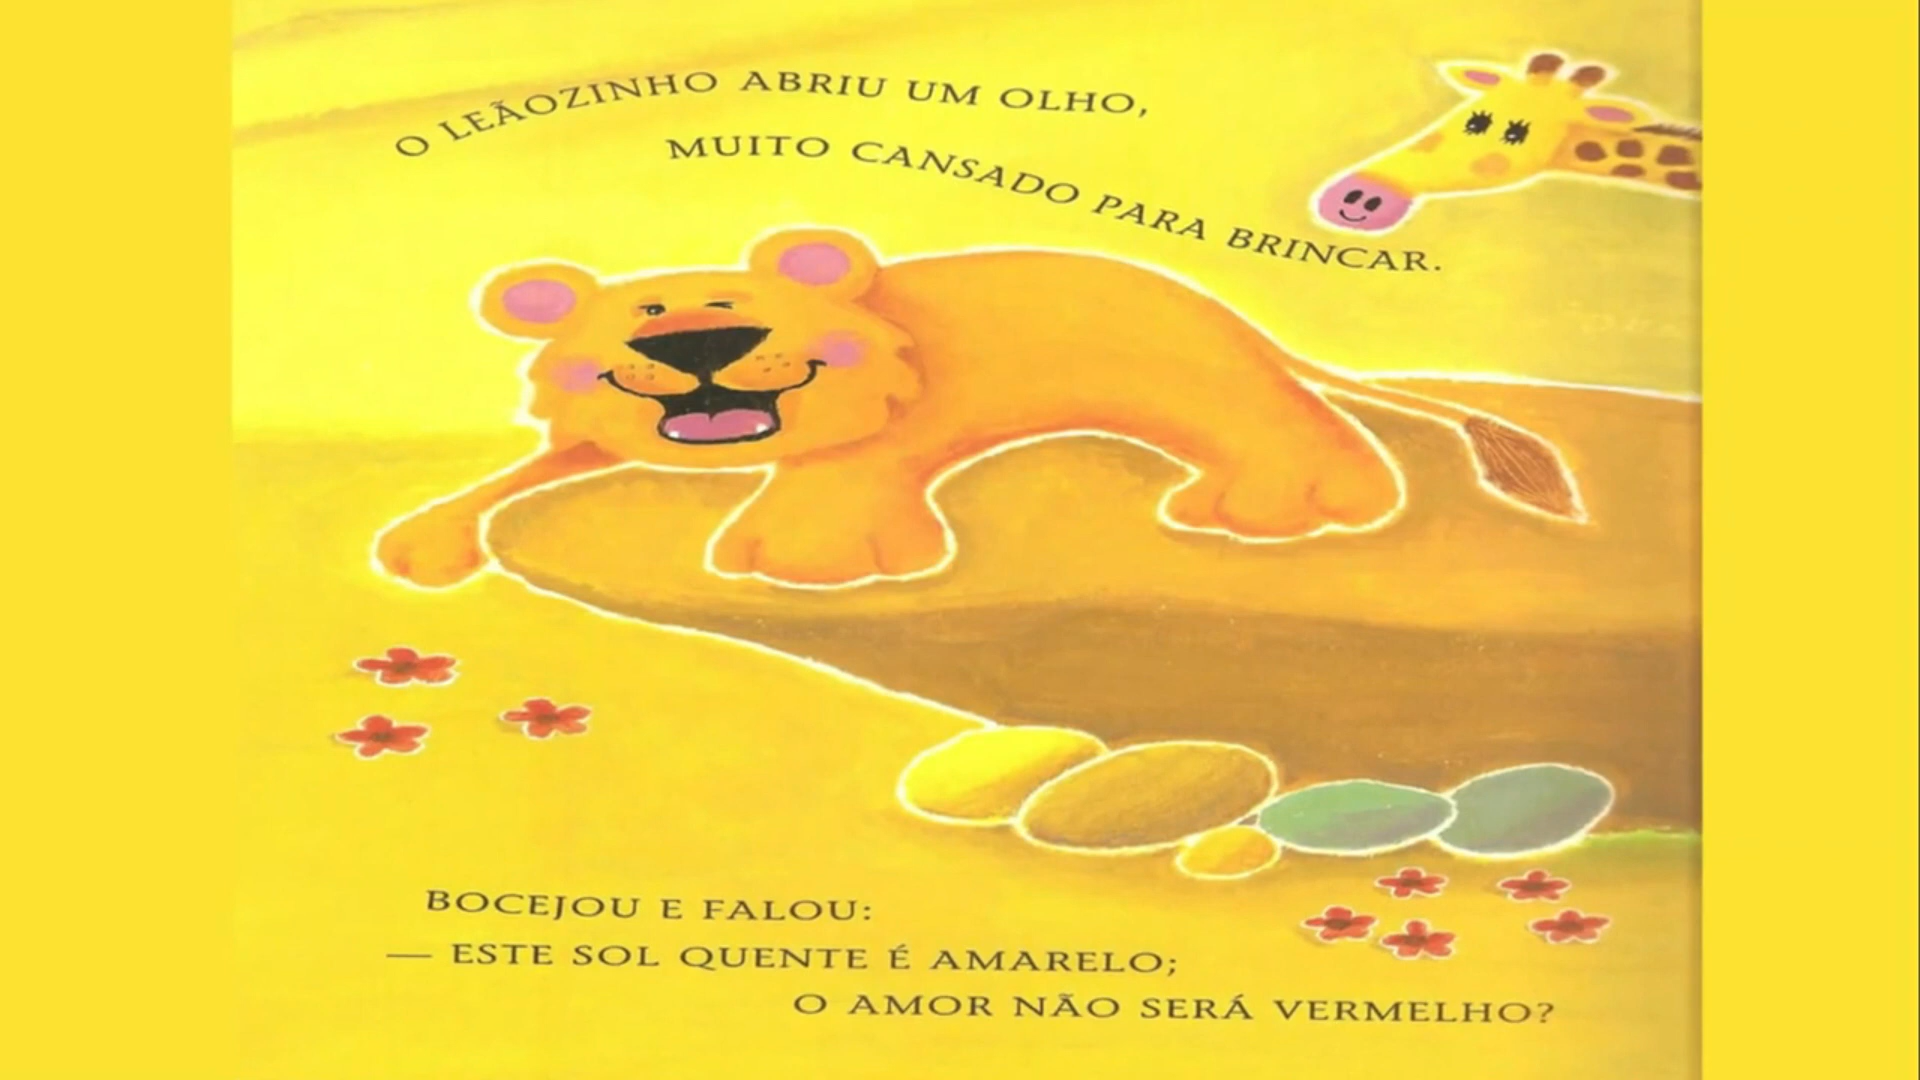 O LEÃOZINHO ABRIU UM OLHO,
MUITO CANSADO PARA BRINCAR.
BOCEJOU E FALOU:
— ESTE SOL QUENTE É AMARELO;
O AMOR NÃO SERÁ VERMELHO?